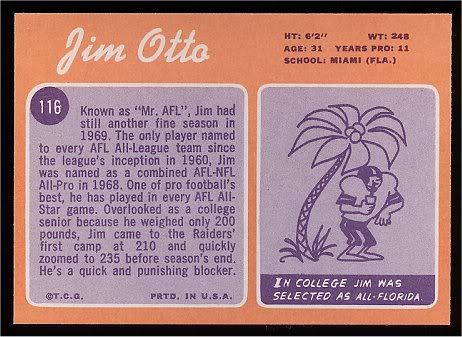 Jim Otto
HT: 6'2" WT: 248
AGE: 31 YEARS PRO: 11
SCHOOL: MIAMI (FLA.)
116
Known as "Mr. AFL", Jim had
still another fine season in
1969. The only player named
to every AFL All-League team since
the league's inception in 1960, Jim
was named as a combined AFL-NFL
All-Pro in 1968. One of pro football's
best, he has played in every AFL All-
Star game. Overlooked as a college
senior because he weighed only 200
pounds, Jim came to the Raiders'
first camp at 210 and quickly
zoomed to 235 before season's end.
He's a quick and punishing blocker.
©T.C.G. PRTD. IN U.S.A.
IN COLLEGE JIM WAS
SELECTED AS ALL-FLORIDA.